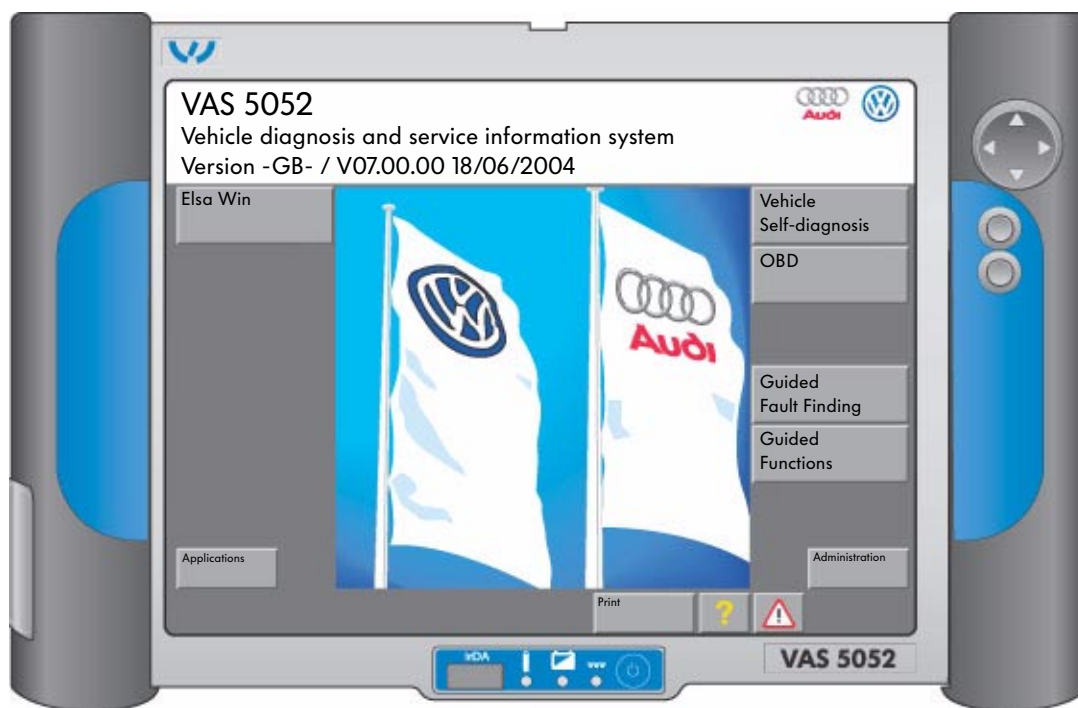 VAS 5052
Vehicle diagnosis and service information system
Version -GB- / V07.00.00 18/06/2004
Audi
Elsa Win
Vehicle
Self-diagnosis
OBD
Audi
Guided
Fault Finding
Guided
Functions
Applications
Administration
Print
?
IrDA
VAS 5052